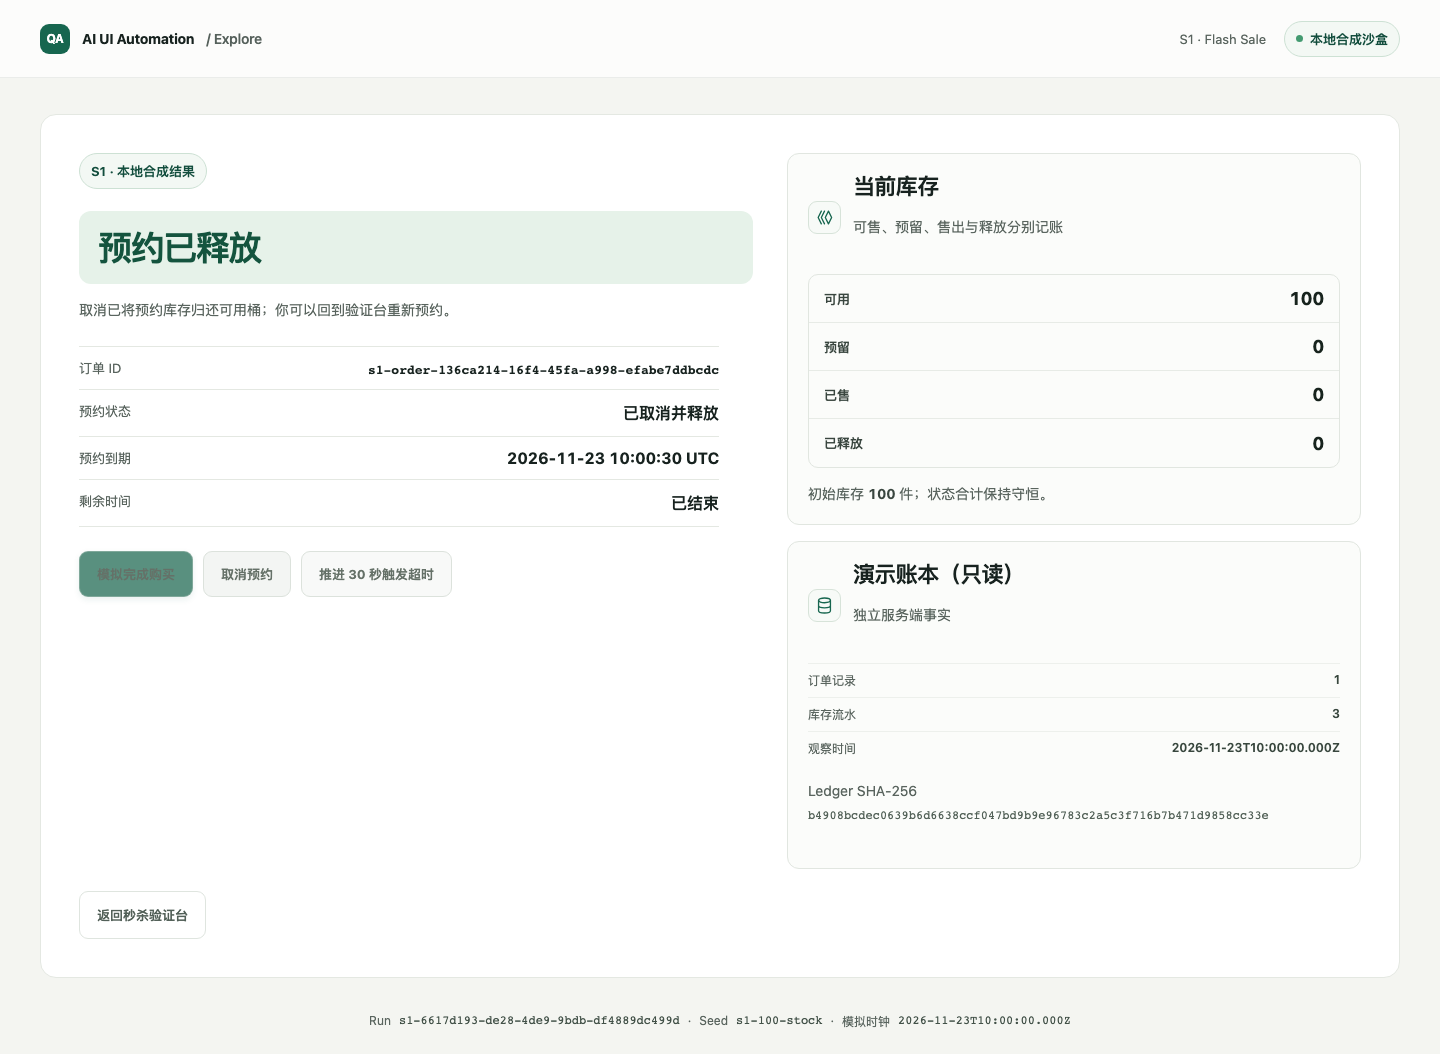 QA AI UI Automation / Explore
S1 · Flash Sale 本地合成沙盒
S1 · 本地合成结果
预约已释放
取消已将预约库存归还可用桶；你可以回到验证台重新预约。
订单 ID s1-order-136ca214-16f4-45fa-a998-efabe7ddbcdc
预约状态 已取消并释放
预约到期 2026-11-23 10:00:30 UTC
剩余时间 已结束
模拟完成购买 取消预约 推进 30 秒触发超时
返回秒杀验证台
当前库存
可售、预留、售出与释放分别记账
可用 100
预留 0
已售 0
已释放 0
初始库存 100 件；状态合计保持守恒。
演示账本（只读）
独立服务端事实
订单记录 1
库存流水 3
观察时间 2026-11-23T10:00:00.000Z
Ledger SHA-256
b4908bcdec0639b6d6638ccf047bd9b9e96783c2a5c3f716b7b471d9858cc33e
Run s1-6617d193-de28-4de9-9bdb-df4889dc499d · Seed s1-100-stock · 模拟时钟 2026-11-23T10:00:00.000Z